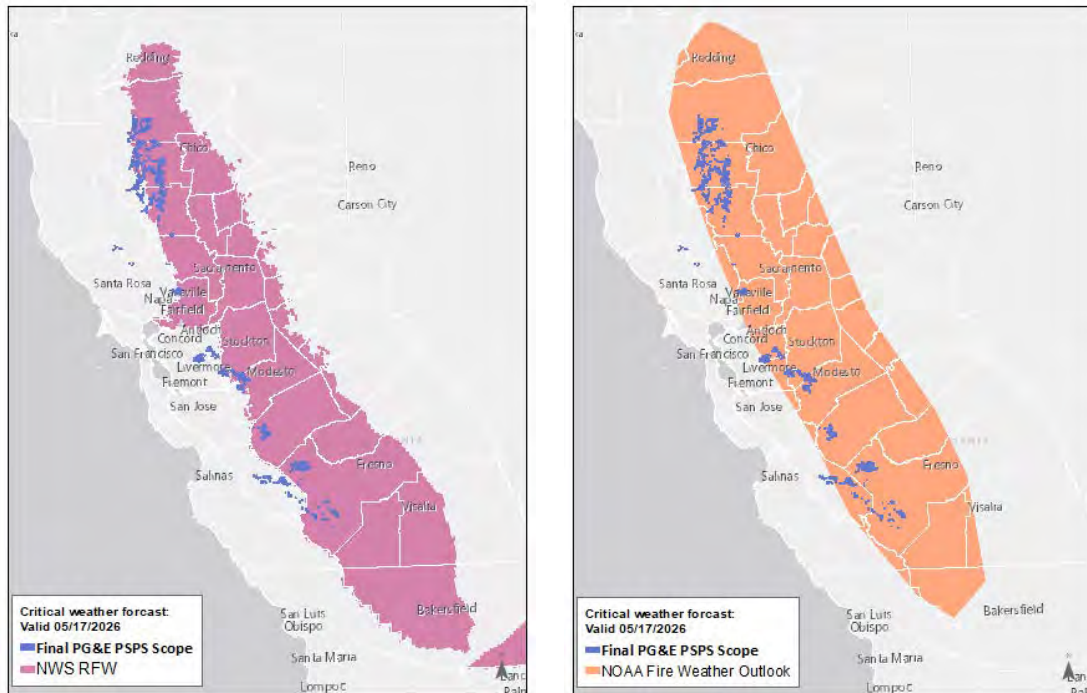 Redding
Chico
Reno
Carson City
Sacramento
Santa Rosa
Vacaville
Napa
Fairfield
Antioch
Concord
Stockton
San Francisco
Livermore
Modesto
Fremont
San Jose
Salinas
Fresno
Visalia
Bakersfield
San Luis
Obispo
Santa Maria
Lompoc
Critical weather forcast:
Valid 05/17/2026
Final PG&E PSPS Scope
NWS RFW
Redding
Chico
Reno
Carson City
Sacramento
Santa Rosa
Vacaville
Napa
Fairfield
Antioch
Concord
Stockton
San Francisco
Livermore
Modesto
Fremont
San Jose
Salinas
Fresno
Visalia
Bakersfield
San Luis
Obispo
Santa Maria
Lompoc
Critical weather forcast:
Valid 05/17/2026
Final PG&E PSPS Scope
NOAA Fire Weather Outlook